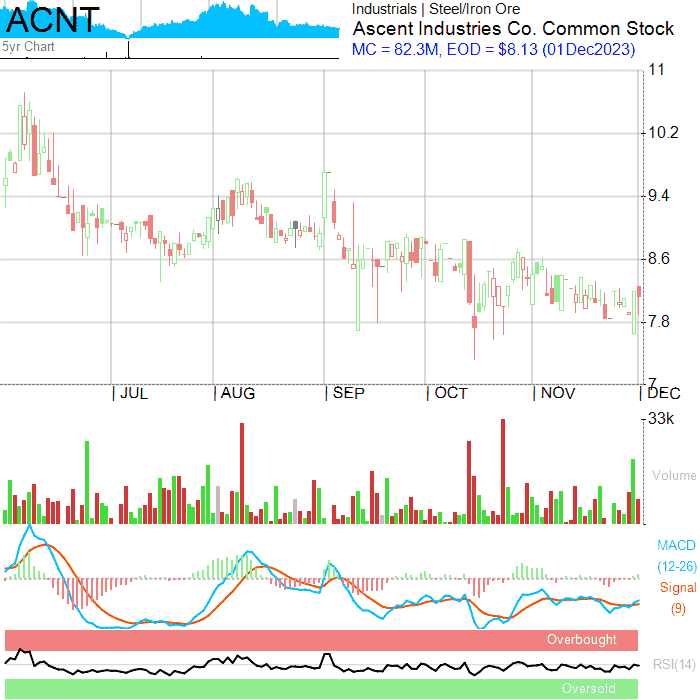 ACNT
5yr Chart
Industrials | Steel/Iron Ore
Ascent Industries Co. Common Stock
MC = 82.3M, EOD = $8.13 (01Dec2023)
11
10.2
9.4
8.6
7.8
7
| JUL | AUG | SEP | OCT | NOV | DEC
33k
Volume
MACD
(12-26)
Signal
(9)
Overbought
RSI(14)
Oversold